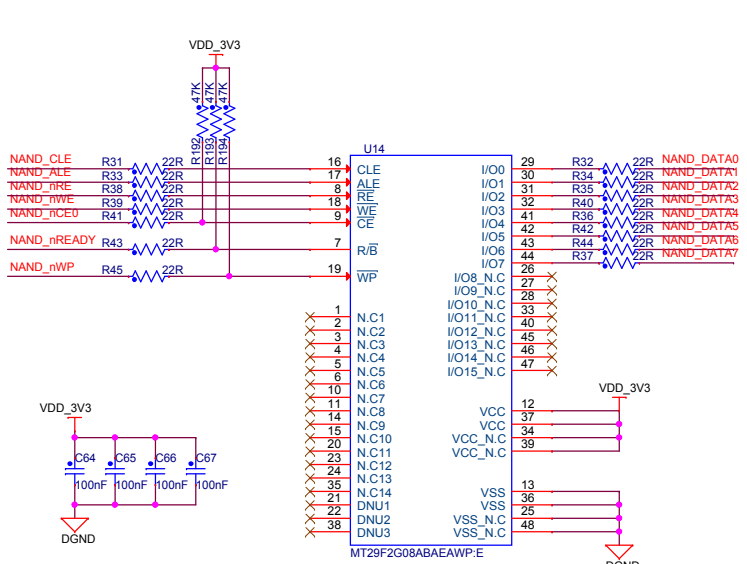 VDD_3V3
47K
47K
47K
R192
R193
R194
U14
NAND_CLE R31 22R 16 CLE I/O0 29 R32 22R NAND_DATA0
NAND_ALE R33 22R 17 ALE I/O1 30 R34 22R NAND_DATA1
NAND_nRE R38 22R 8 RE I/O2 31 R35 22R NAND_DATA2
NAND_nWE R39 22R 18 WE I/O3 32 R40 22R NAND_DATA3
NAND_nCE0 R41 22R 9 CE I/O4 41 R36 22R NAND_DATA4
I/O5 42 R42 22R NAND_DATA5
NAND_nREADY R43 22R 7 R/B I/O6 43 R44 22R NAND_DATA6
I/O7 44 R37 22R NAND_DATA7
NAND_nWP R45 22R 19 WP I/O8_N.C 26
I/O9_N.C 27
I/O10_N.C 28
1 N.C1 I/O11_N.C 33
2 N.C2 I/O12_N.C 40
3 N.C3 I/O13_N.C 45
4 N.C4 I/O14_N.C 46
5 N.C5 I/O15_N.C 47
6 N.C6
10 N.C7
VDD_3V3
11 N.C8 VCC 12
14 N.C9 VCC 37
15 N.C10 VCC_N.C 34
20 N.C11 VCC_N.C 39
23 N.C12
24 N.C13
35 N.C14 VSS 13
21 DNU1 VSS 36
22 DNU2 VSS_N.C 25
38 DNU3 VSS_N.C 48
MT29F2G08ABAEAWP:E
DGND
VDD_3V3
C64 C65 C66 C67
100nF 100nF 100nF 100nF
DGND